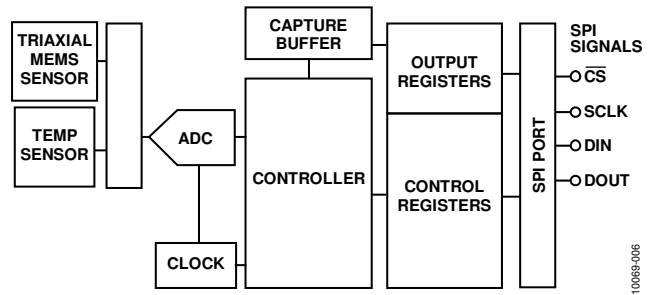 TRIAXIAL
MEMS
SENSOR
TEMP
SENSOR
ADC
CLOCK
CAPTURE
BUFFER
CONTROLLER
OUTPUT
REGISTERS
CONTROL
REGISTERS
SPI PORT
SPI
SIGNALS
CS
SCLK
DIN
DOUT
10069-006